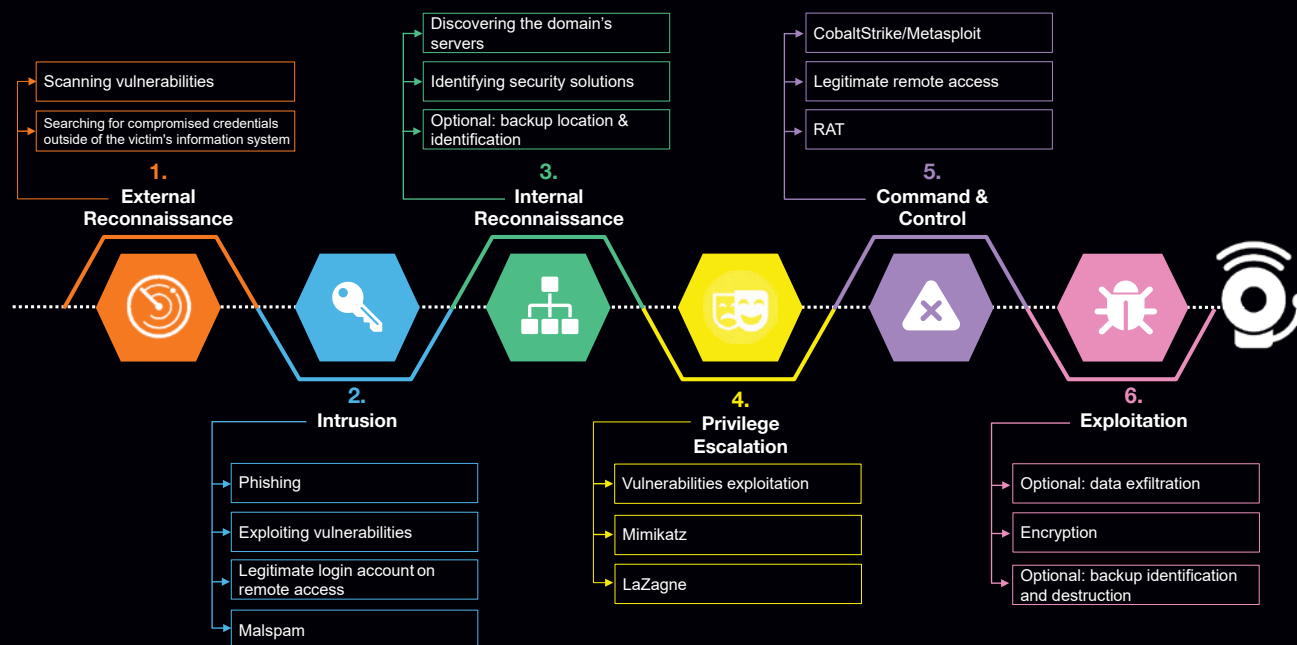 Scanning vulnerabilities
Searching for compromised credentials
outside of the victim's information system
1.
External
Reconnaissance
2.
Intrusion
Phishing
Exploiting vulnerabilities
Legitimate login account on
remote access
Malspam
Discovering the domain’s
servers
Identifying security solutions
Optional: backup location &
identification
3.
Internal
Reconnaissance
4.
Privilege
Escalation
Vulnerabilities exploitation
Mimikatz
LaZagne
CobaltStrike/Metasploit
Legitimate remote access
RAT
5.
Command &
Control
6.
Exploitation
Optional: data exfiltration
Encryption
Optional: backup identification
and destruction